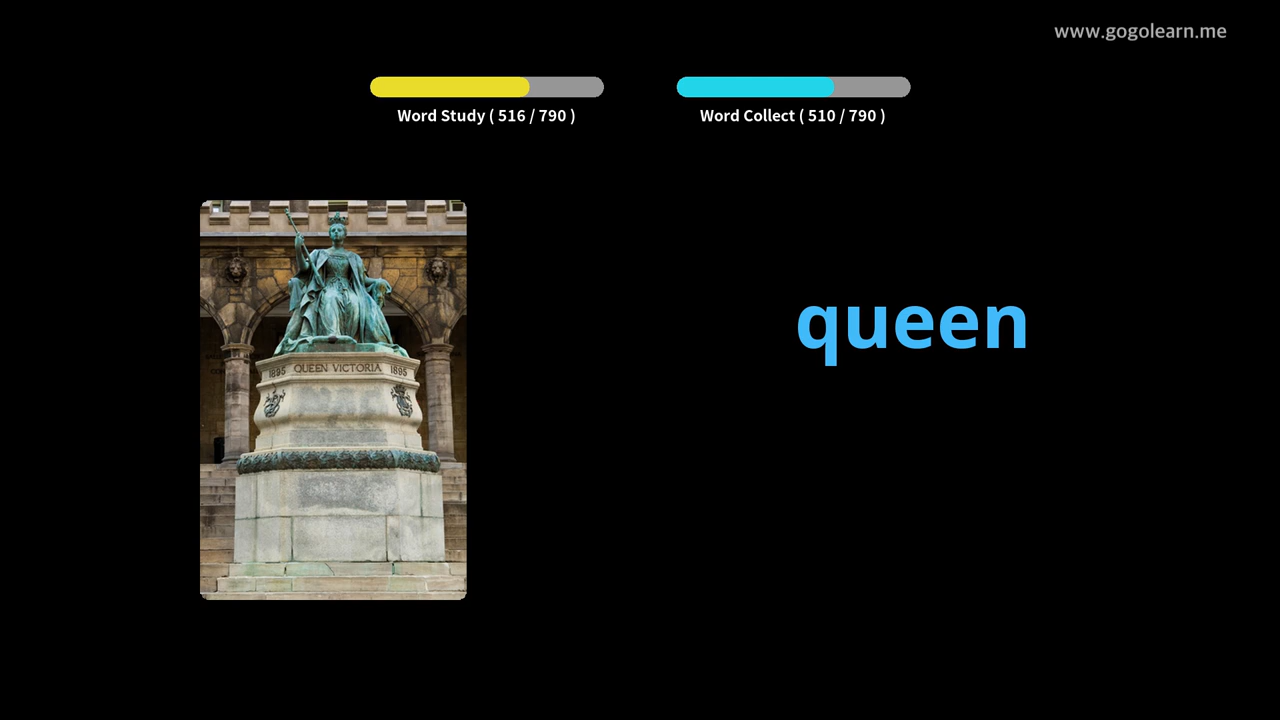 www.gogolearn.me
Word Study ( 516 / 790 )
Word Collect ( 510 / 790 )
queen
1895 QUEEN VICTORIA 1895